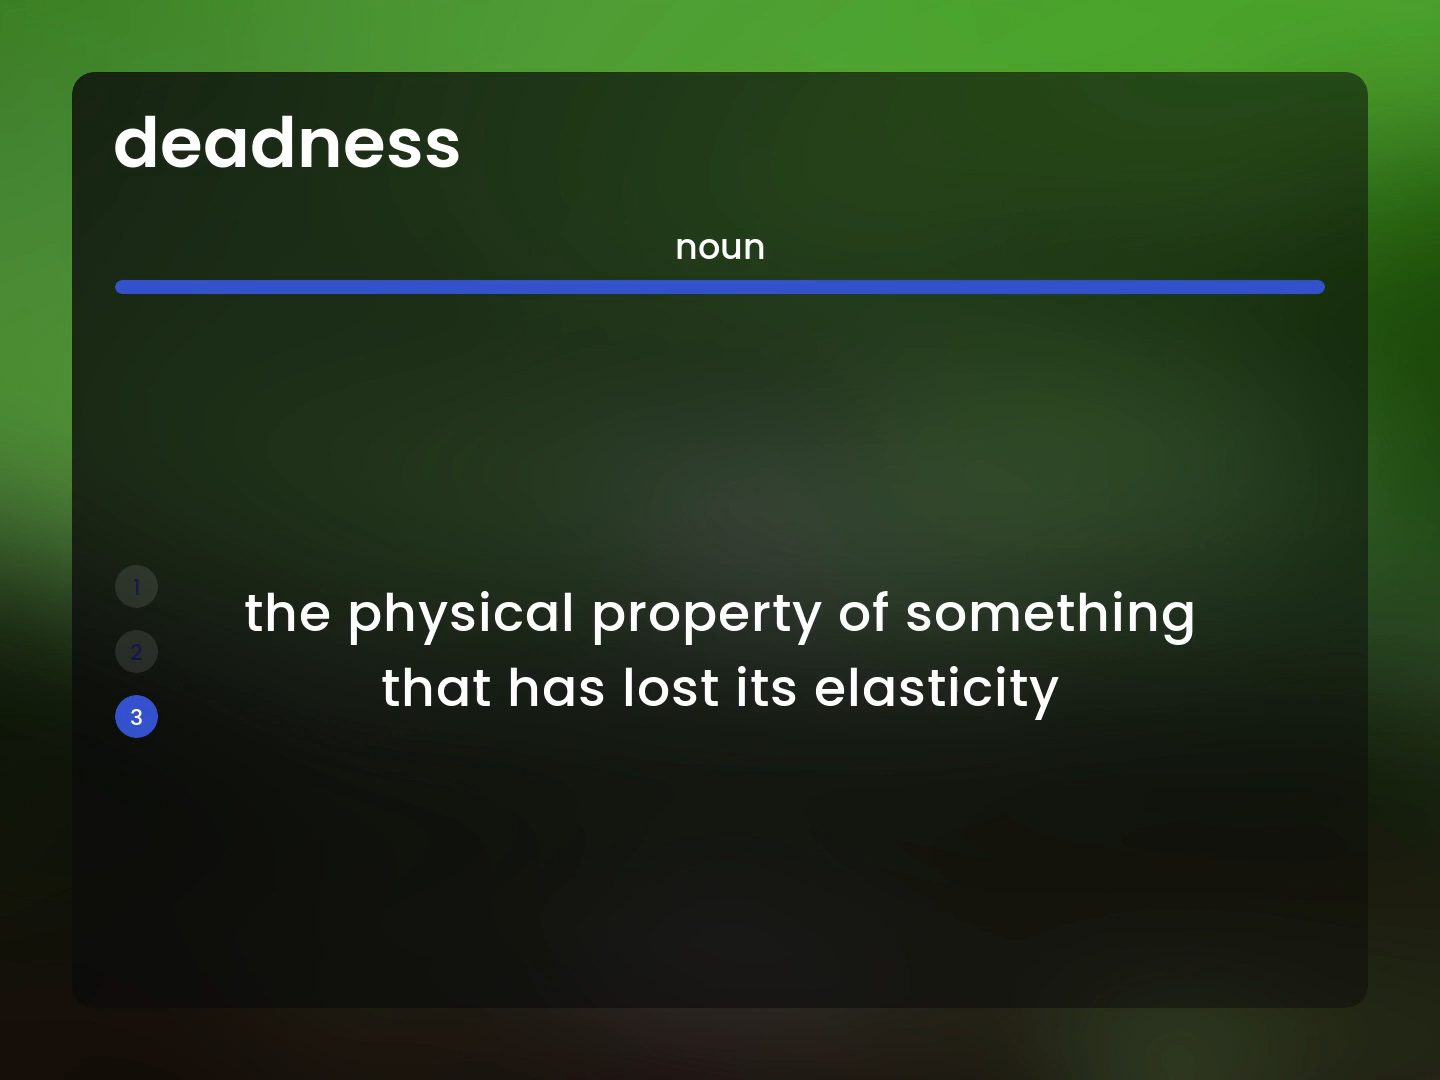 deadness
noun
1
2
3
the physical property of something
that has lost its elasticity